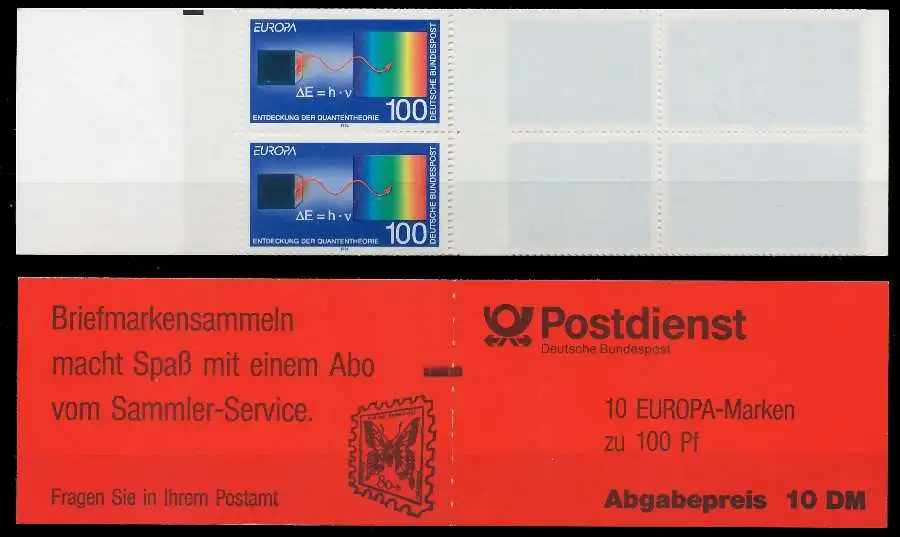 EUROPA
ΔE = h · ν
100
ENTDECKUNG DER QUANTENTHEORIE
DEUTSCHE BUNDESPOST
EUROPA
ΔE = h · ν
100
ENTDECKUNG DER QUANTENTHEORIE
DEUTSCHE BUNDESPOST
Briefmarkensammeln
macht Spaß mit einem Abo
vom Sammler-Service.
80
Fragen Sie in Ihrem Postamt
Postdienst
Deutsche Bundespost
10 EUROPA-Marken
zu 100 Pf
Abgabepreis 10 DM